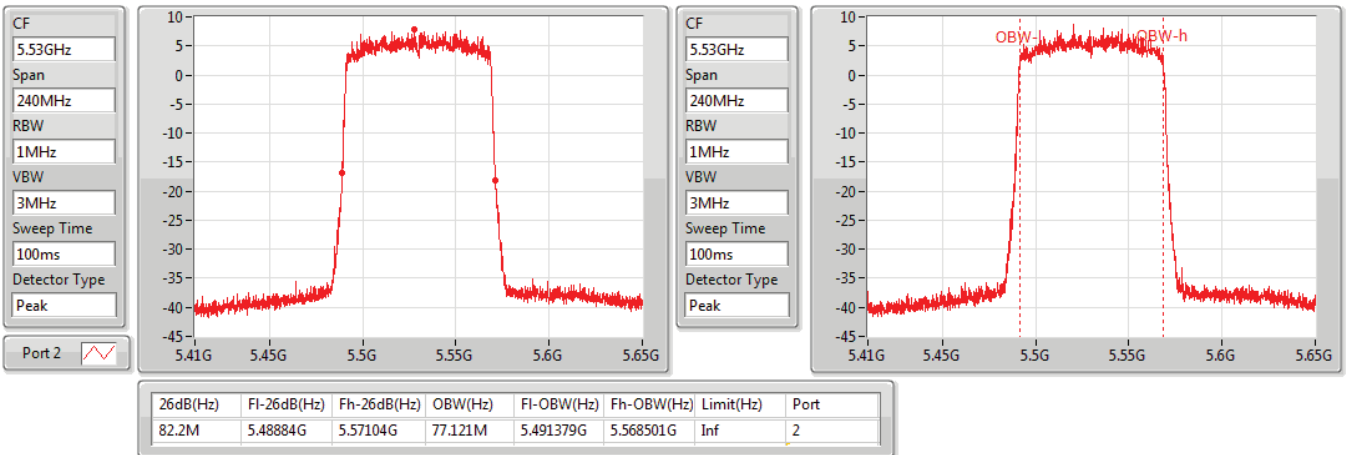 CF
5.53GHz
Span
240MHz
RBW
1MHz
VBW
3MHz
Sweep Time
100ms
Detector Type
Peak
Port 2
10
5
0
-5
-10
-15
-20
-25
-30
-35
-40
-45
5.41G 5.45G 5.5G 5.55G 5.6G 5.65G
CF
5.53GHz
Span
240MHz
RBW
1MHz
VBW
3MHz
Sweep Time
100ms
Detector Type
Peak
10
5
0
-5
-10
-15
-20
-25
-30
-35
-40
-45
OBW-l OBW-h
5.41G 5.45G 5.5G 5.55G 5.6G 5.65G
26dB(Hz) Fl-26dB(Hz) Fh-26dB(Hz) OBW(Hz) Fl-OBW(Hz) Fh-OBW(Hz) Limit(Hz) Port
82.2M 5.48884G 5.57104G 77.121M 5.491379G 5.568501G Inf 2